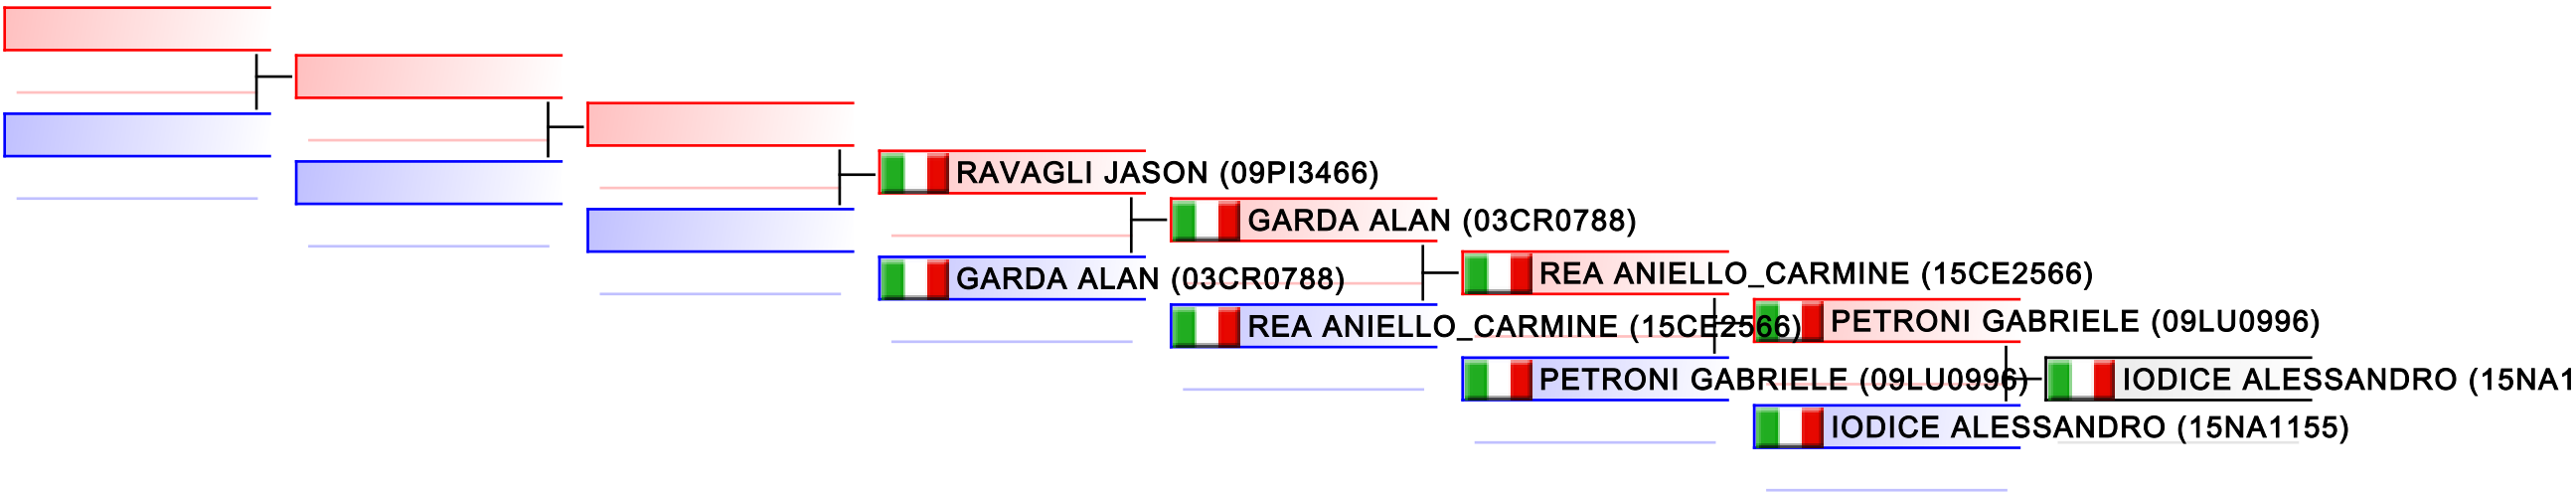 RAVAGLI JASON (09PI3466)
GARDA ALAN (03CR0788)
GARDA ALAN (03CR0788)
REA ANIELLO_CARMINE (15CE2566)
REA ANIELLO_CARMINE (15CE2566)
PETRONI GABRIELE (09LU0996)
PETRONI GABRIELE (09LU0996)
IODICE ALESSANDRO (15NA1
IODICE ALESSANDRO (15NA1155)